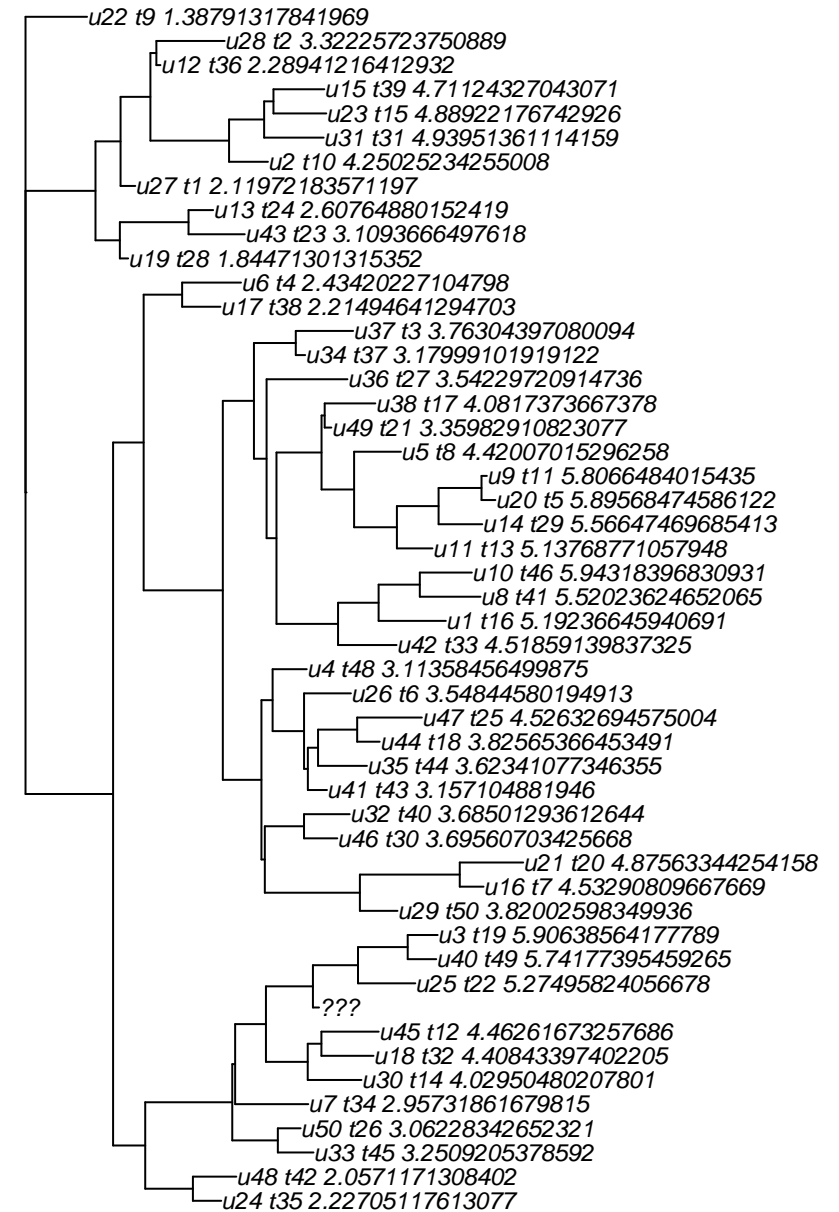 u22 t9 1.38791317841969
u28 t2 3.32225723750889
u12 t36 2.28941216412932
u15 t39 4.71124327043071
u23 t15 4.88922176742926
u31 t31 4.93951361114159
u2 t10 4.25025234255008
u27 t1 2.11972183571197
u13 t24 2.60764880152419
u43 t23 3.1093666497618
u19 t28 1.84471301315352
u6 t4 2.43420227104798
u17 t38 2.21494641294703
u37 t3 3.76304397080094
u34 t37 3.17999101919122
u36 t27 3.54229720914736
u38 t17 4.0817373667378
u49 t21 3.35982910823077
u5 t8 4.42007015296258
u9 t11 5.8066484015435
u20 t5 5.89568474586122
u14 t29 5.56647469685413
u11 t13 5.13768771057948
u10 t46 5.94318396830931
u8 t41 5.52023624652065
u1 t16 5.19236645940691
u42 t33 4.51859139837325
u4 t48 3.11358456499875
u26 t6 3.54844580194913
u47 t25 4.52632694575004
u44 t18 3.82565366453491
u35 t44 3.62341077346355
u41 t43 3.157104881946
u32 t40 3.68501293612644
u46 t30 3.69560703425668
u21 t20 4.87563344254158
u16 t7 4.53290809667669
u29 t50 3.82002598349936
u3 t19 5.90638564177789
u40 t49 5.74177395459265
u25 t22 5.27495824056678
???
u45 t12 4.46261673257686
u18 t32 4.40843397402205
u30 t14 4.02950480207801
u7 t34 2.95731861679815
u50 t26 3.06228342652321
u33 t45 3.2509205378592
u48 t42 2.0571171308402
u24 t35 2.22705117613077